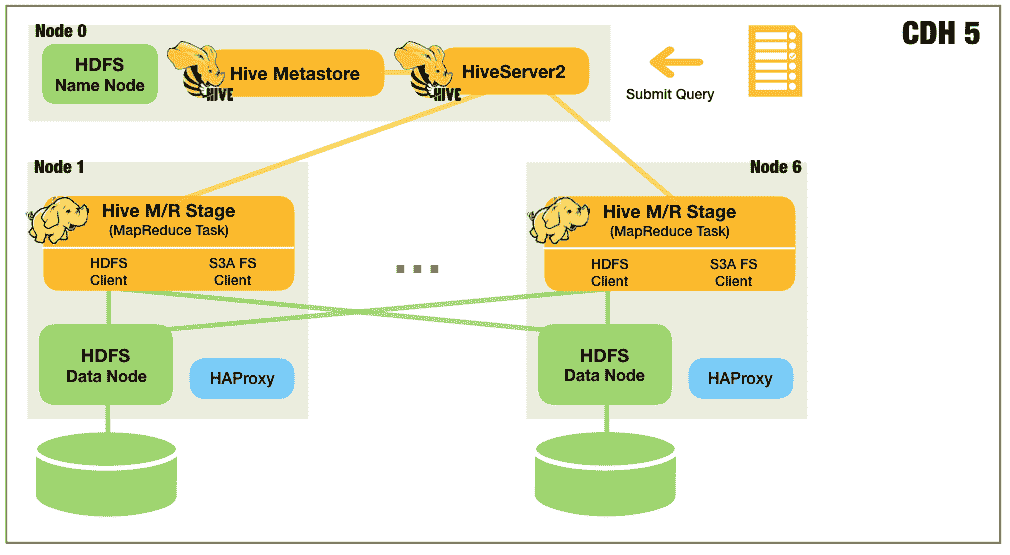 CDH 5
Node 0
HDFS
Name Node
HIVE
Hive Metastore
HIVE
HiveServer2
Submit Query
Node 1
Hive M/R Stage
(MapReduce Task)
HDFS
Client
S3A FS
Client
HDFS
Data Node
HAProxy
...
Node 6
Hive M/R Stage
(MapReduce Task)
HDFS
Client
S3A FS
Client
HDFS
Data Node
HAProxy